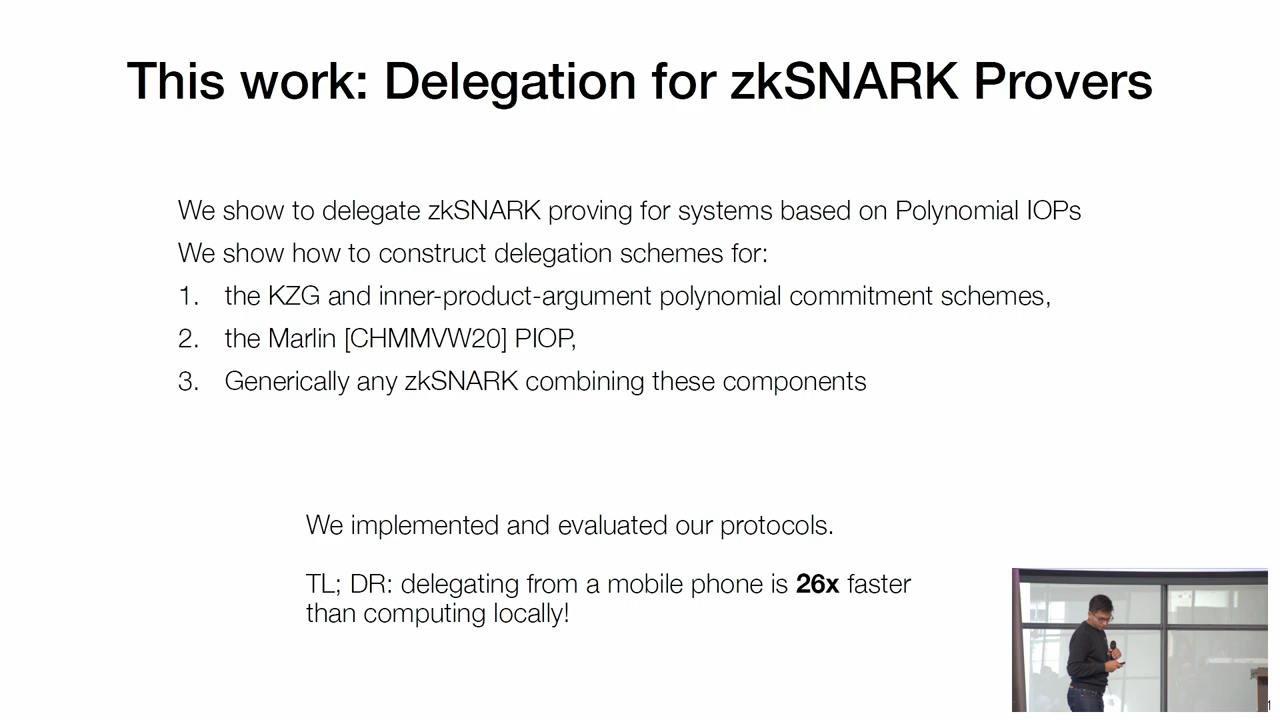 This work: Delegation for zkSNARK Provers
We show to delegate zkSNARK proving for systems based on Polynomial IOPs
We show how to construct delegation schemes for:
1. the KZG and inner-product-argument polynomial commitment schemes,
2. the Marlin [CHMMVW20] PIOP,
3. Generically any zkSNARK combining these components
We implemented and evaluated our protocols.
TL; DR: delegating from a mobile phone is 26x faster
than computing locally!